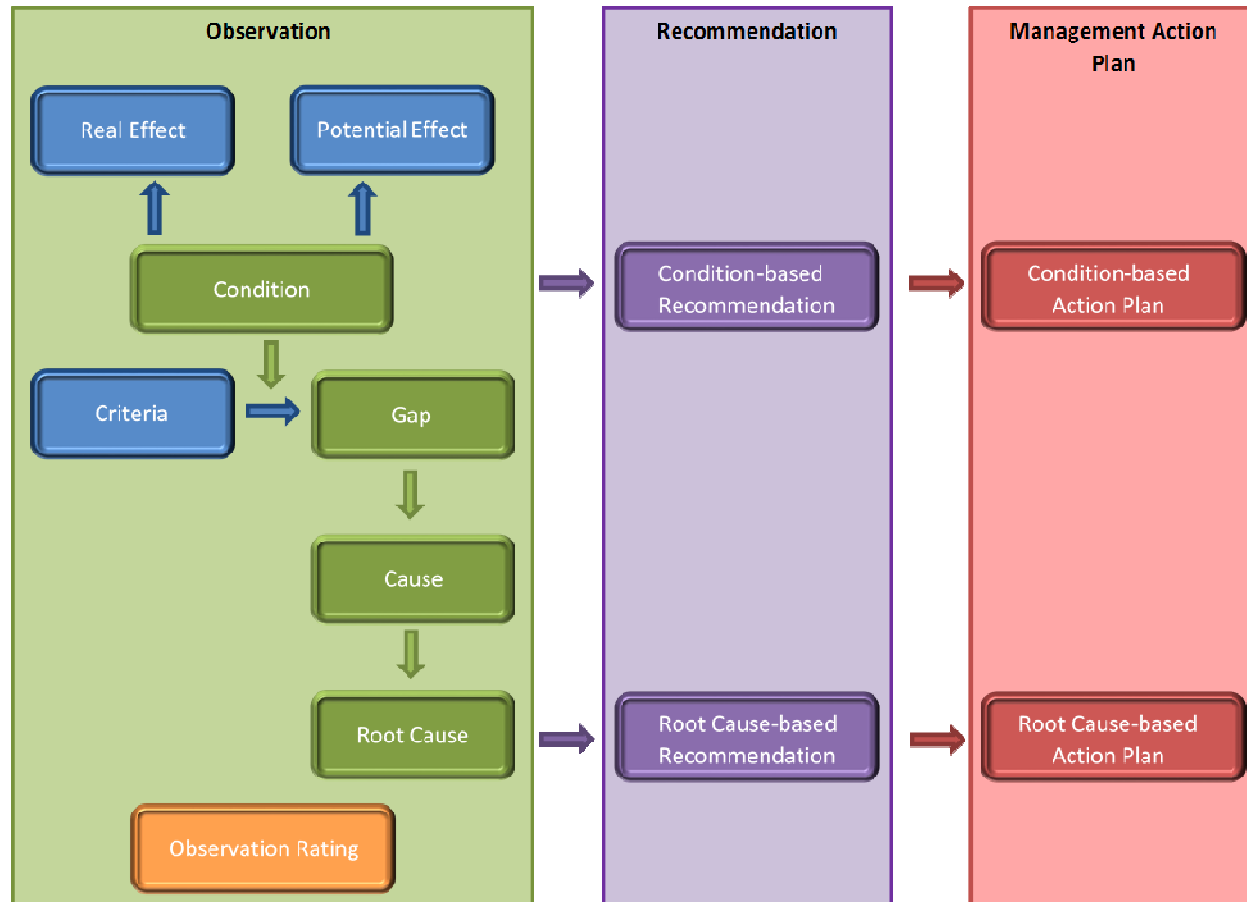 Observation
Real Effect
Potential Effect
Condition
Criteria
Gap
Cause
Root Cause
Observation Rating
Recommendation
Condition-based
Recommendation
Root Cause-based
Recommendation
Management Action
Plan
Condition-based
Action Plan
Root Cause-based
Action Plan